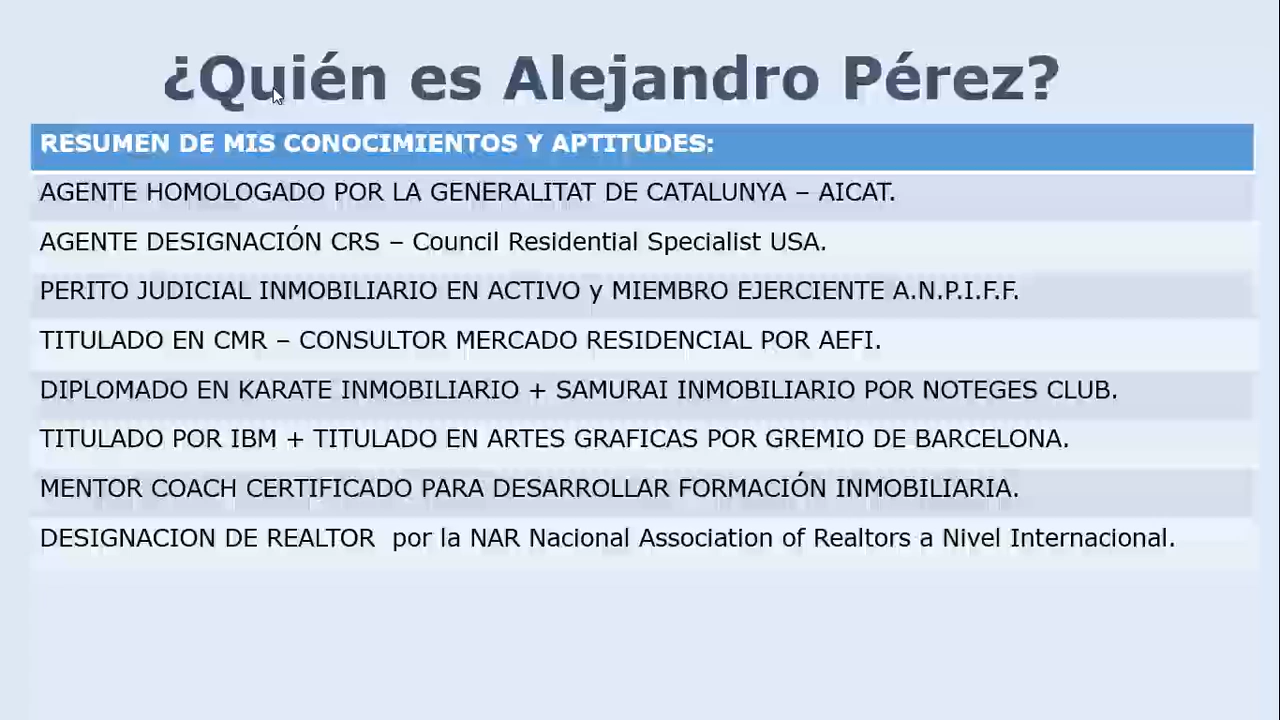 ¿Quién es Alejandro Pérez?
RESUMEN DE MIS CONOCIMIENTOS Y APTITUDES:
AGENTE HOMOLOGADO POR LA GENERALITAT DE CATALUNYA – AICAT.
AGENTE DESIGNACIÓN CRS – Council Residential Specialist USA.
PERITO JUDICIAL INMOBILIARIO EN ACTIVO y MIEMBRO EJERCIENTE A.N.P.I.F.F.
TITULADO EN CMR – CONSULTOR MERCADO RESIDENCIAL POR AEFI.
DIPLOMADO EN KARATE INMOBILIARIO + SAMURAI INMOBILIARIO POR NOTEGES CLUB.
TITULADO POR IBM + TITULADO EN ARTES GRAFICAS POR GREMIO DE BARCELONA.
MENTOR COACH CERTIFICADO PARA DESARROLLAR FORMACIÓN INMOBILIARIA.
DESIGNACION DE REALTOR  por la NAR Nacional Association of Realtors a Nivel Internacional.